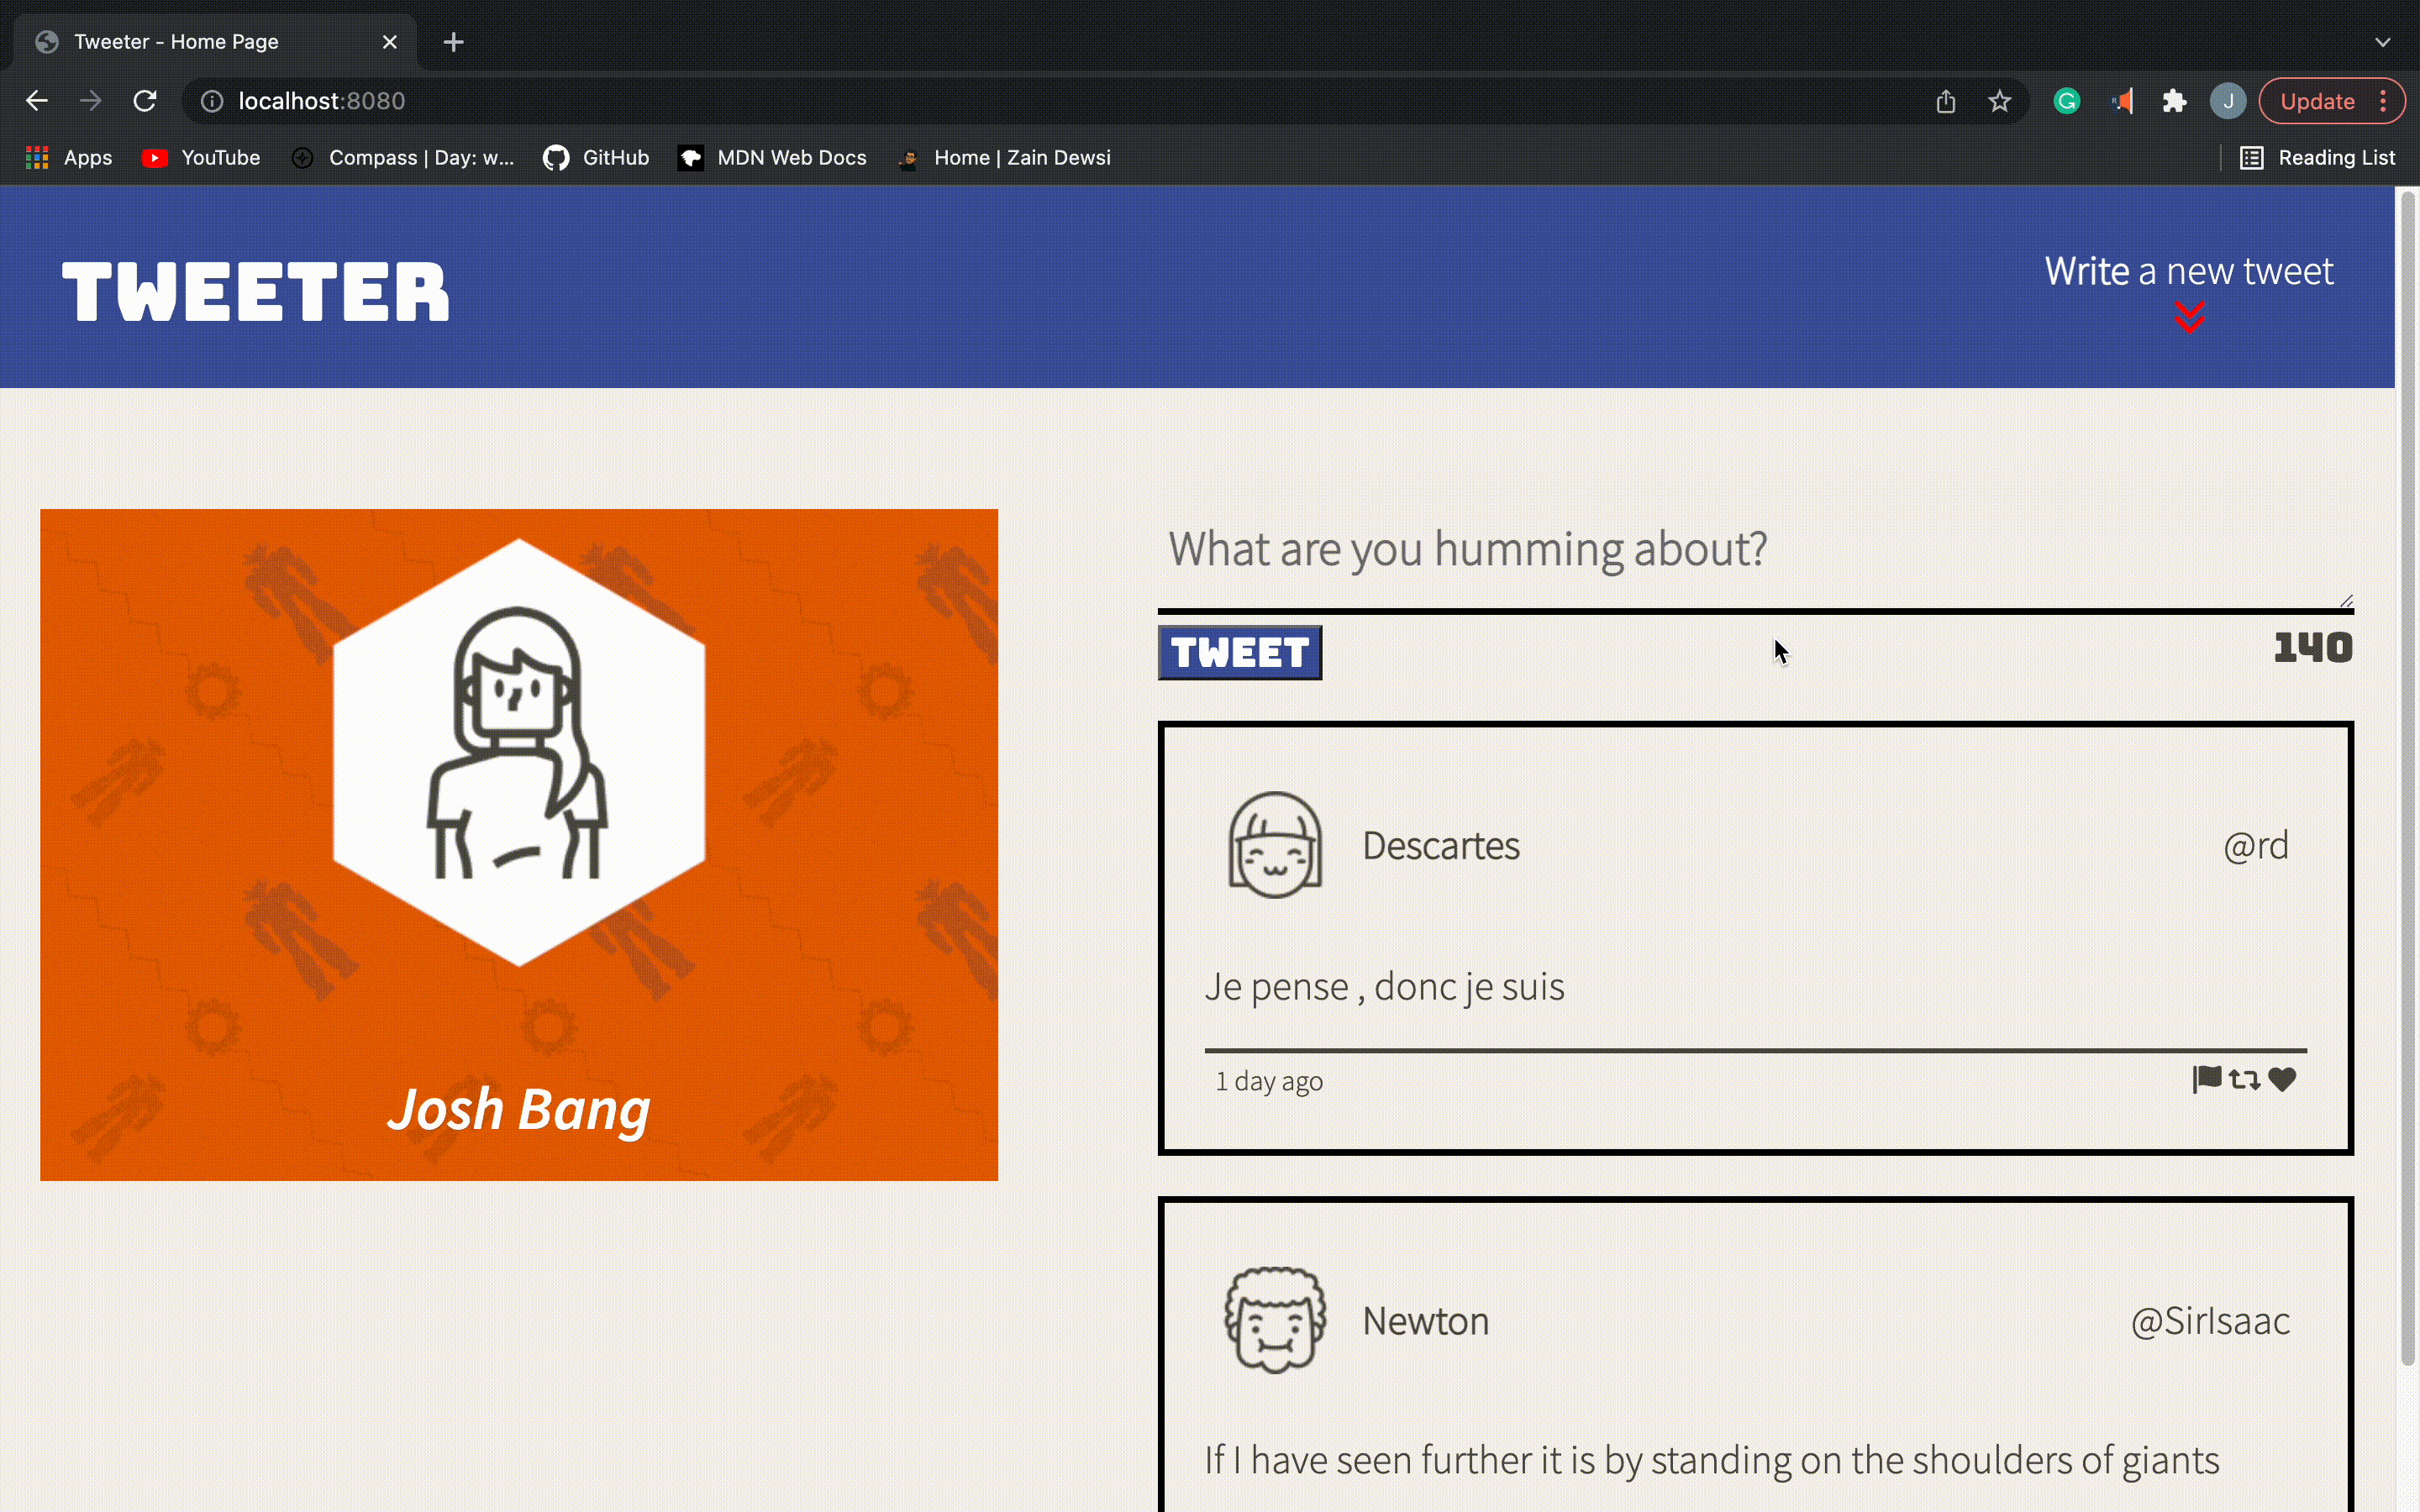 Tweeter - Home Page
localhost:8080
Update
Apps
YouTube
Compass | Day: w...
GitHub
MDN Web Docs
Home | Zain Dewsi
Reading List
TWEETER
Write a new tweet
What are you humming about?
TWEET
140
Josh Bang
Descartes
@rd
Je pense , donc je suis
1 day ago
Newton
@SirIsaac
If I have seen further it is by standing on the shoulders of giants